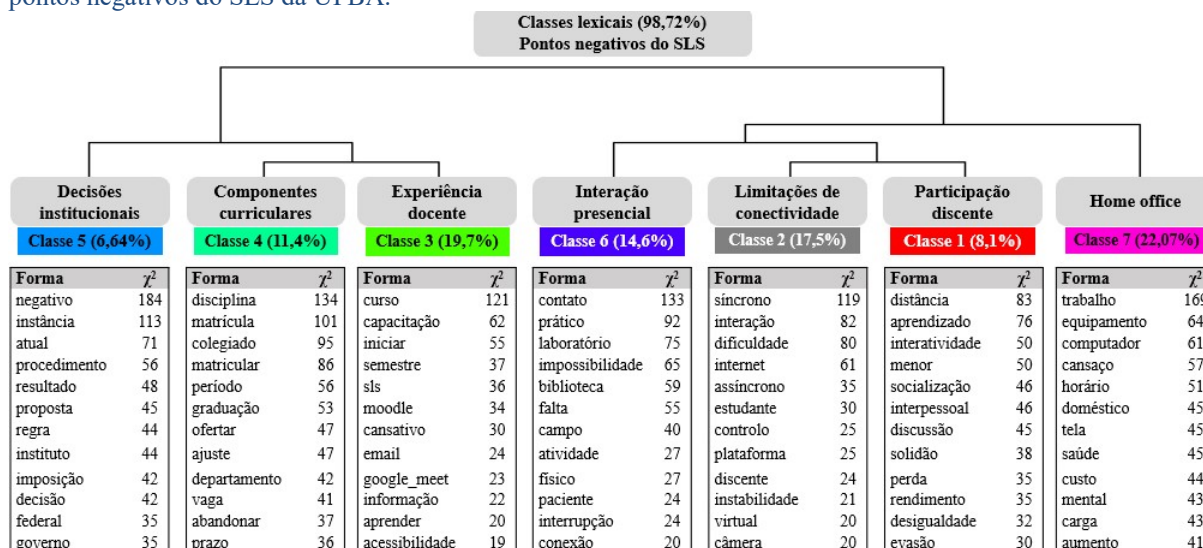 pontos negativos do SLS da UFBA.
Classes lexicais (98,72%)
Pontos negativos do SLS
Decisões
institucionais
Classe 5 (6,64%)
Componentes
curriculares
Classe 4 (11,4%)
Experiência
docente
Classe 3 (19,7%)
Interação
presencial
Classe 6 (14,6%)
Limitações de
conectividade
Classe 2 (17,5%)
Participação
discente
Classe 1 (8,1%)
Home office
Classe 7 (22,07%)
Forma χ²
negativo 184
instância 113
atual 71
procedimento 56
resultado 48
proposta 45
regra 44
instituto 44
imposição 42
decisão 42
federal 35
governo 35
Forma χ²
disciplina 134
matrícula 101
colegiado 95
matricular 86
período 56
graduação 53
ofertar 47
ajuste 47
departamento 42
vaga 41
abandonar 37
prazo 36
Forma χ²
curso 121
capacitação 62
iniciar 55
semestre 37
sls 36
moodle 34
cansativo 30
email 24
google_meet 23
informação 22
aprender 20
acessibilidade 19
Forma χ²
contato 133
prático 92
laboratório 75
impossibilidade 65
biblioteca 59
falta 55
campo 40
atividade 27
físico 27
paciente 24
interrupção 24
conexão 20
Forma χ²
síncrono 119
interação 82
dificuldade 80
internet 61
assíncrono 35
estudante 30
controlo 25
plataforma 25
discente 24
instabilidade 21
virtual 20
câmera 20
Forma χ²
distância 83
aprendizado 76
interatividade 50
menor 50
socialização 46
interpessoal 46
discussão 45
solidão 38
perda 35
rendimento 35
desigualdade 32
evasão 30
Forma χ²
trabalho 169
equipamento 64
computador 61
cansaço 57
horário 51
doméstico 45
tela 45
saúde 45
custo 44
mental 43
carga 43
aumento 41